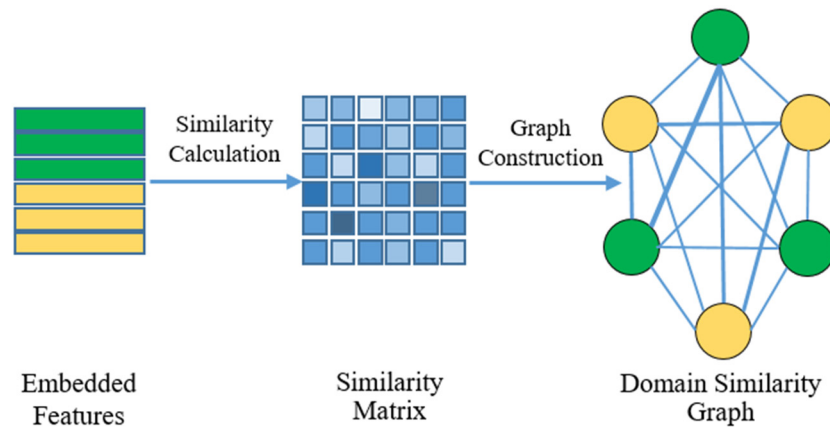 Similarity
Calculation
Graph
Construction
Embedded
Features
Similarity
Matrix
Domain Similarity
Graph